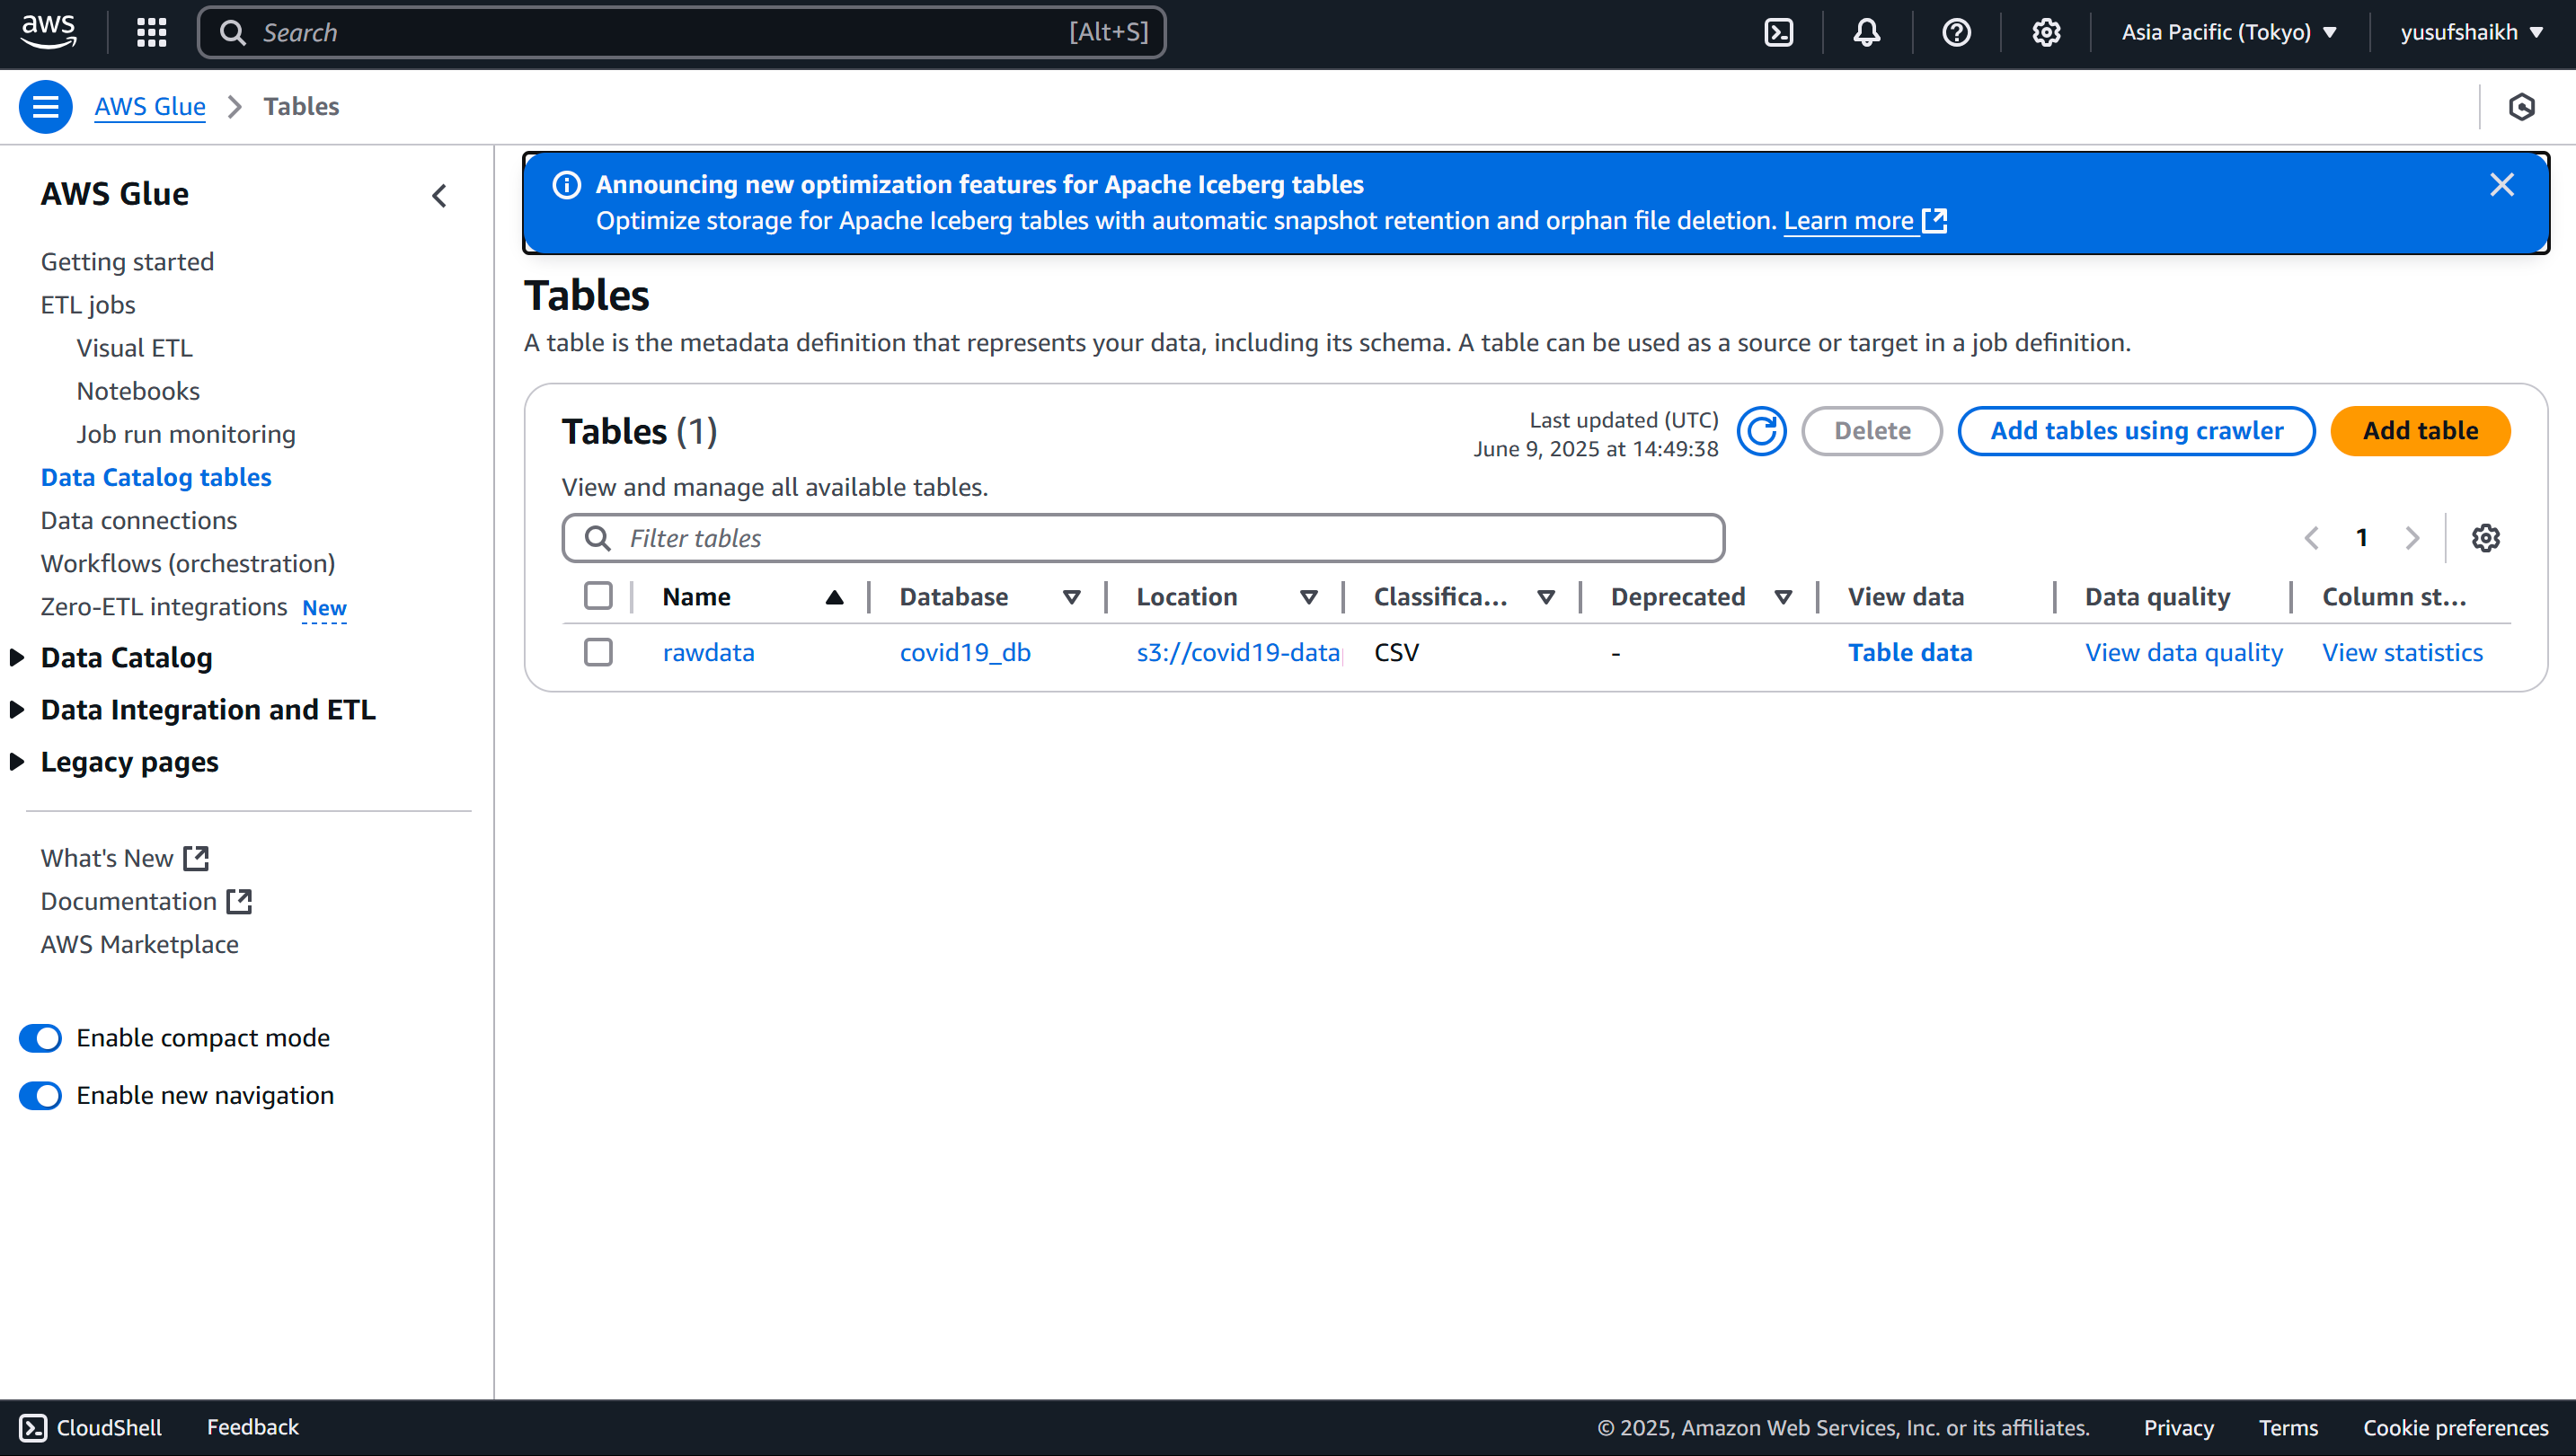 aws
Search [Alt+S]
Asia Pacific (Tokyo)
yusufshaikh
AWS Glue
Tables
AWS Glue
Getting started
ETL jobs
Visual ETL
Notebooks
Job run monitoring
Data Catalog tables
Data connections
Workflows (orchestration)
Zero-ETL integrations New
Data Catalog
Data Integration and ETL
Legacy pages
What's New
Documentation
AWS Marketplace
Enable compact mode
Enable new navigation
Announcing new optimization features for Apache Iceberg tables
Optimize storage for Apache Iceberg tables with automatic snapshot retention and orphan file deletion. Learn more
Tables
A table is the metadata definition that represents your data, including its schema. A table can be used as a source or target in a job definition.
Tables (1)
Last updated (UTC)
June 9, 2025 at 14:49:38
Delete
Add tables using crawler
Add table
View and manage all available tables.
Filter tables
1
Name Database Location Classifica... Deprecated View data Data quality Column st...
rawdata covid19_db s3://covid19-data CSV - Table data View data quality View statistics
CloudShell Feedback © 2025, Amazon Web Services, Inc. or its affiliates. Privacy Terms Cookie preferences